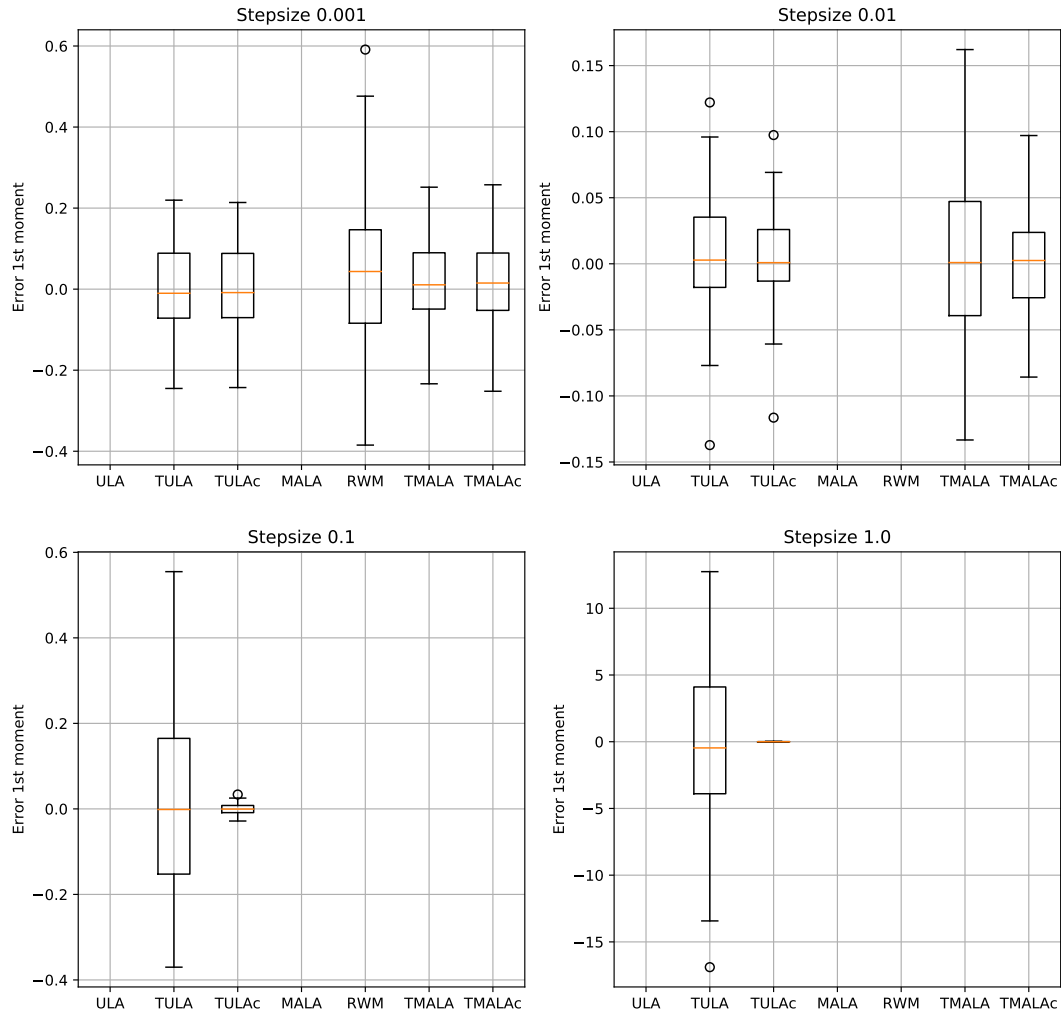 Stepsize 0.001
Error 1st moment
0.6
0.4
0.2
0.0
−0.2
−0.4
ULA TULA TULAc MALA RWM TMALA TMALAc
Stepsize 0.01
Error 1st moment
0.15
0.10
0.05
0.00
−0.05
−0.10
−0.15
ULA TULA TULAc MALA RWM TMALA TMALAc
Stepsize 0.1
Error 1st moment
0.6
0.4
0.2
0.0
−0.2
−0.4
ULA TULA TULAc MALA RWM TMALA TMALAc
Stepsize 1.0
Error 1st moment
10
5
0
−5
−10
−15
ULA TULA TULAc MALA RWM TMALA TMALAc